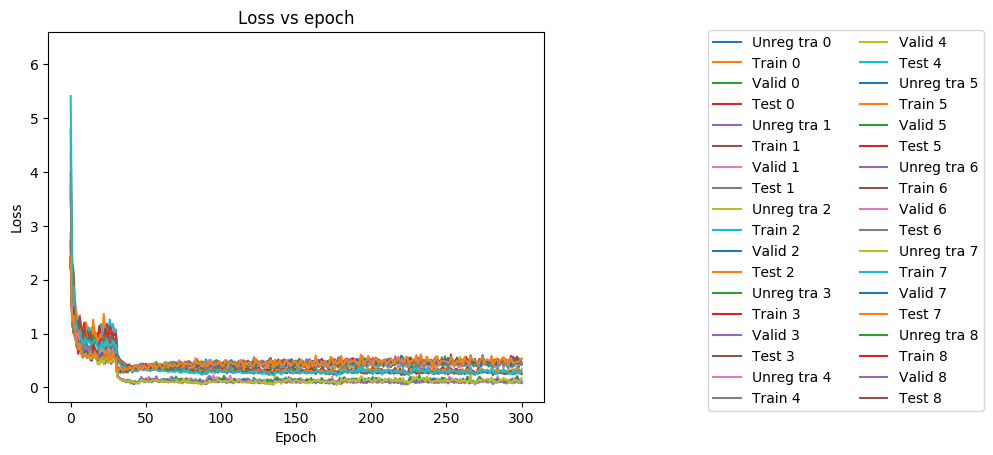 Loss vs epoch
Loss
6
5
4
3
2
1
0
0 50 100 150 200 250 300
Epoch
Unreg tra 0
Train 0
Valid 0
Test 0
Unreg tra 1
Train 1
Valid 1
Test 1
Unreg tra 2
Train 2
Valid 2
Test 2
Unreg tra 3
Train 3
Valid 3
Test 3
Unreg tra 4
Train 4
Valid 4
Test 4
Unreg tra 5
Train 5
Valid 5
Test 5
Unreg tra 6
Train 6
Valid 6
Test 6
Unreg tra 7
Train 7
Valid 7
Test 7
Unreg tra 8
Train 8
Valid 8
Test 8